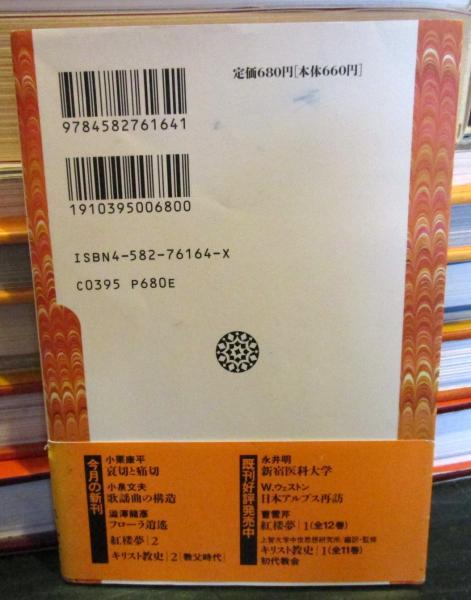 定価680円[本体660円]
9784582761641
1910395006800
ISBN4-582-76164-X
C0395 P680E
今月の新刊
小栗康平
哀切と痛切
小泉文夫
歌謡曲の構造
澁澤龍彥
フローラ逍遙
紅楼夢|2
キリスト教史|2[教父時代]
既刊好評発売中
永井明
新宿医科大学
W.ウェストン
日本アルプス再訪
曹雪芹
紅楼夢|1(全12巻)
上智大学中世思想研究所/編訳・監修
キリスト教史|1(全11巻)
初代教会